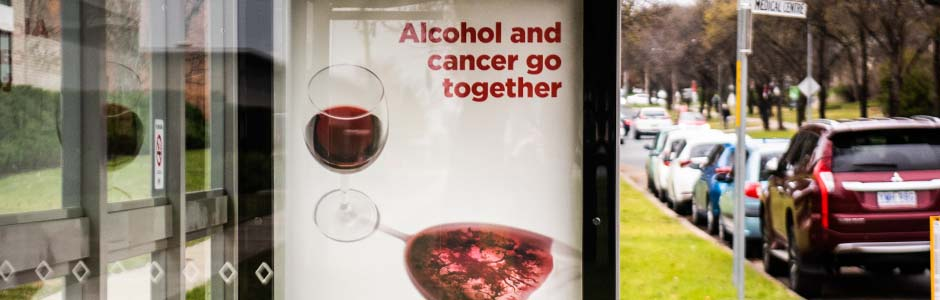 Alcohol and
cancer go
together
MEDICAL CENTRE